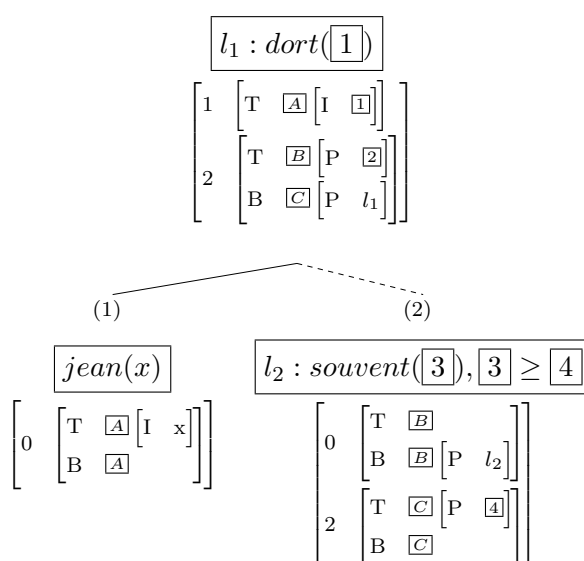 l₁ : dort( 1 )
1 [ T A [ I 1 ] ]
2 [ T B [ P 2 ]
B C [ P l₁ ] ]
(1) (2)
jean(x)
l₂ : souvent( 3 ), 3 ≥ 4
0 [ T A [ I x ]
B A ]
0 [ T B
B B [ P l₂ ] ]
2 [ T C [ P 4 ]
B C ]